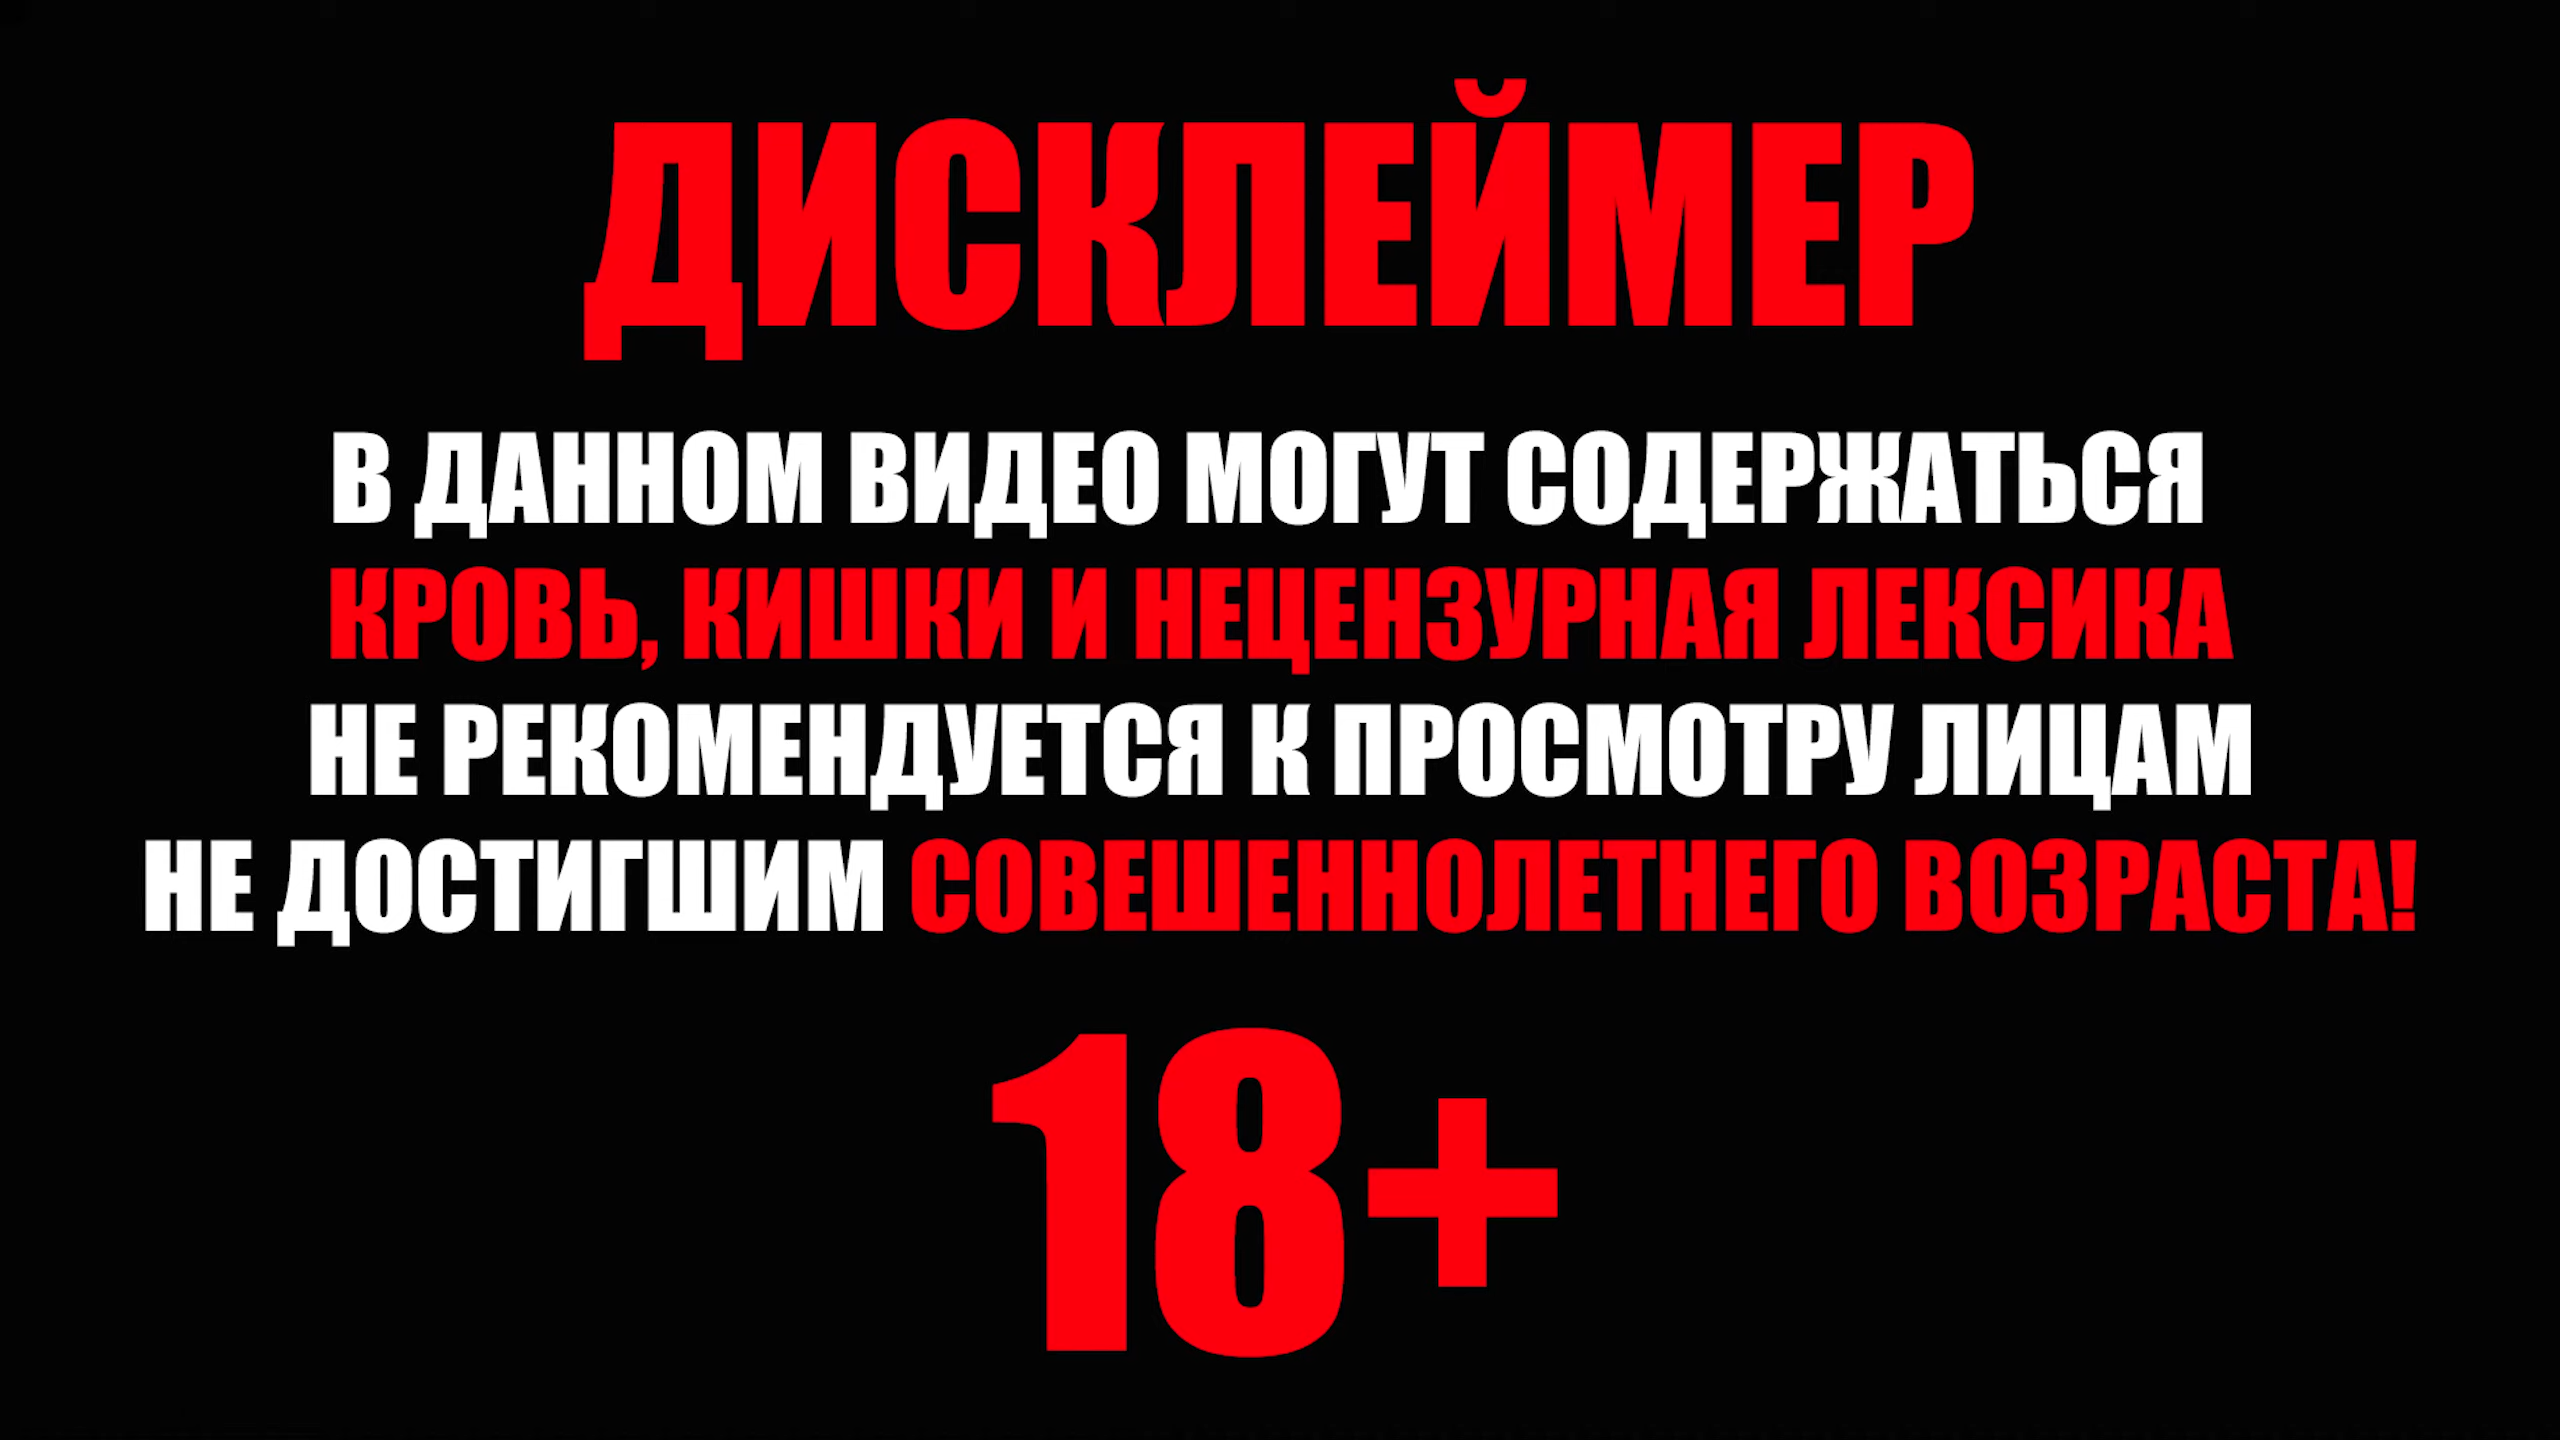 ДИСКЛЕЙМЕР
В ДАННОМ ВИДЕО МОГУТ СОДЕРЖАТЬСЯ
КРОВЬ, КИШКИ И НЕЦЕНЗУРНАЯ ЛЕКСИКА
НЕ РЕКОМЕНДУЕТСЯ К ПРОСМОТРУ ЛИЦАМ
НЕ ДОСТИГШИМ СОВЕШЕННОЛЕТНЕГО ВОЗРАСТА!
18+